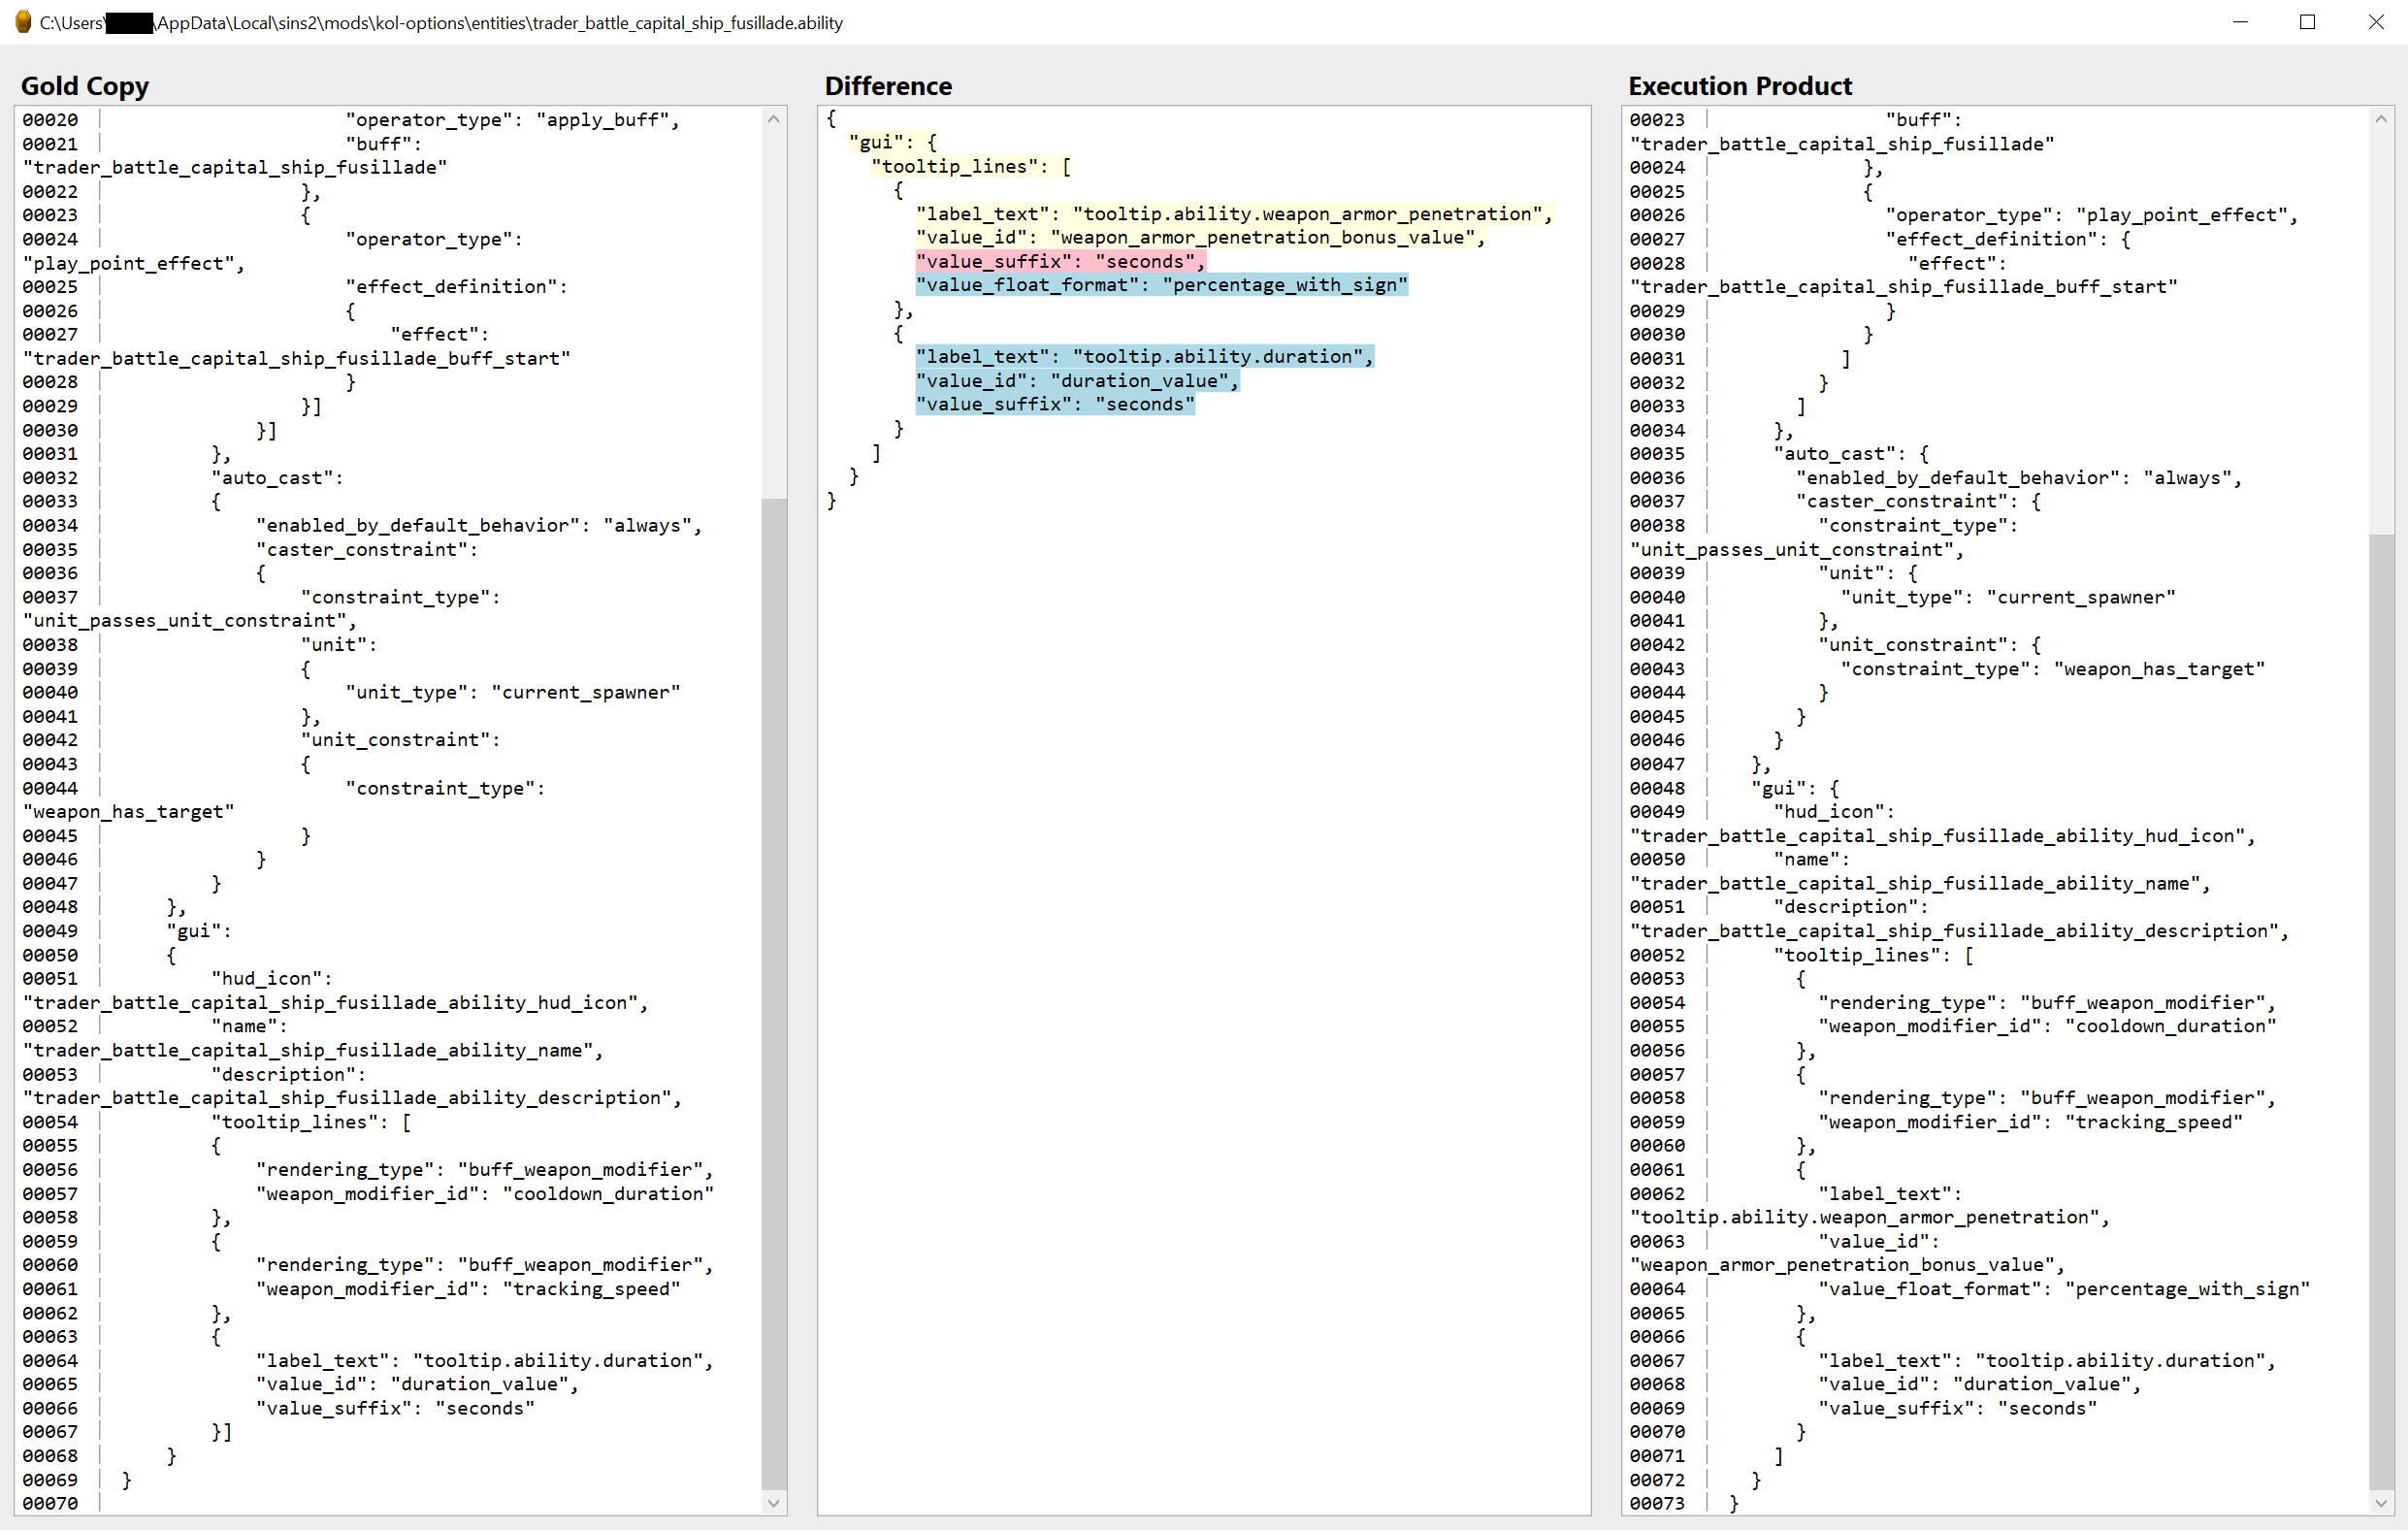 C:\Users\ \AppData\Local\sins2\mods\kol-options\entities\trader_battle_capital_ship_fusillade.ability
Gold Copy
00020 | "operator_type": "apply_buff",
00021 | "buff":
"trader_battle_capital_ship_fusillade"
00022 | },
00023 | {
00024 | "operator_type":
"play_point_effect",
00025 | "effect_definition":
00026 | {
00027 | "effect":
"trader_battle_capital_ship_fusillade_buff_start"
00028 | }
00029 | }]
00030 | }]
00031 | },
00032 | "auto_cast":
00033 | {
00034 | "enabled_by_default_behavior": "always",
00035 | "caster_constraint":
00036 | {
00037 | "constraint_type":
"unit_passes_unit_constraint",
00038 | "unit":
00039 | {
00040 | "unit_type": "current_spawner"
00041 | },
00042 | "unit_constraint":
00043 | {
00044 | "constraint_type":
"weapon_has_target"
00045 | }
00046 | }
00047 | }
00048 | },
00049 | "gui":
00050 | {
00051 | "hud_icon":
"trader_battle_capital_ship_fusillade_ability_hud_icon",
00052 | "name":
"trader_battle_capital_ship_fusillade_ability_name",
00053 | "description":
"trader_battle_capital_ship_fusillade_ability_description",
00054 | "tooltip_lines": [
00055 | {
00056 | "rendering_type": "buff_weapon_modifier",
00057 | "weapon_modifier_id": "cooldown_duration"
00058 | },
00059 | {
00060 | "rendering_type": "buff_weapon_modifier",
00061 | "weapon_modifier_id": "tracking_speed"
00062 | },
00063 | {
00064 | "label_text": "tooltip.ability.duration",
00065 | "value_id": "duration_value",
00066 | "value_suffix": "seconds"
00067 | }]
00068 | }
00069 | }
00070 |
Difference
{
"gui": {
"tooltip_lines": [
{
"label_text": "tooltip.ability.weapon_armor_penetration",
"value_id": "weapon_armor_penetration_bonus_value",
"value_suffix": "seconds",
"value_float_format": "percentage_with_sign"
},
{
"label_text": "tooltip.ability.duration",
"value_id": "duration_value",
"value_suffix": "seconds"
}
]
}
}
Execution Product
00023 | "buff":
"trader_battle_capital_ship_fusillade"
00024 | },
00025 | {
00026 | "operator_type": "play_point_effect",
00027 | "effect_definition": {
00028 | "effect":
"trader_battle_capital_ship_fusillade_buff_start"
00029 | }
00030 | }
00031 | ]
00032 | }
00033 | ]
00034 | },
00035 | "auto_cast": {
00036 | "enabled_by_default_behavior": "always",
00037 | "caster_constraint": {
00038 | "constraint_type":
"unit_passes_unit_constraint",
00039 | "unit": {
00040 | "unit_type": "current_spawner"
00041 | },
00042 | "unit_constraint": {
00043 | "constraint_type": "weapon_has_target"
00044 | }
00045 | }
00046 | }
00047 | },
00048 | "gui": {
00049 | "hud_icon":
"trader_battle_capital_ship_fusillade_ability_hud_icon",
00050 | "name":
"trader_battle_capital_ship_fusillade_ability_name",
00051 | "description":
"trader_battle_capital_ship_fusillade_ability_description",
00052 | "tooltip_lines": [
00053 | {
00054 | "rendering_type": "buff_weapon_modifier",
00055 | "weapon_modifier_id": "cooldown_duration"
00056 | },
00057 | {
00058 | "rendering_type": "buff_weapon_modifier",
00059 | "weapon_modifier_id": "tracking_speed"
00060 | },
00061 | {
00062 | "label_text":
"tooltip.ability.weapon_armor_penetration",
00063 | "value_id":
"weapon_armor_penetration_bonus_value",
00064 | "value_float_format": "percentage_with_sign"
00065 | },
00066 | {
00067 | "label_text": "tooltip.ability.duration",
00068 | "value_id": "duration_value",
00069 | "value_suffix": "seconds"
00070 | }
00071 | ]
00072 | }
00073 | }